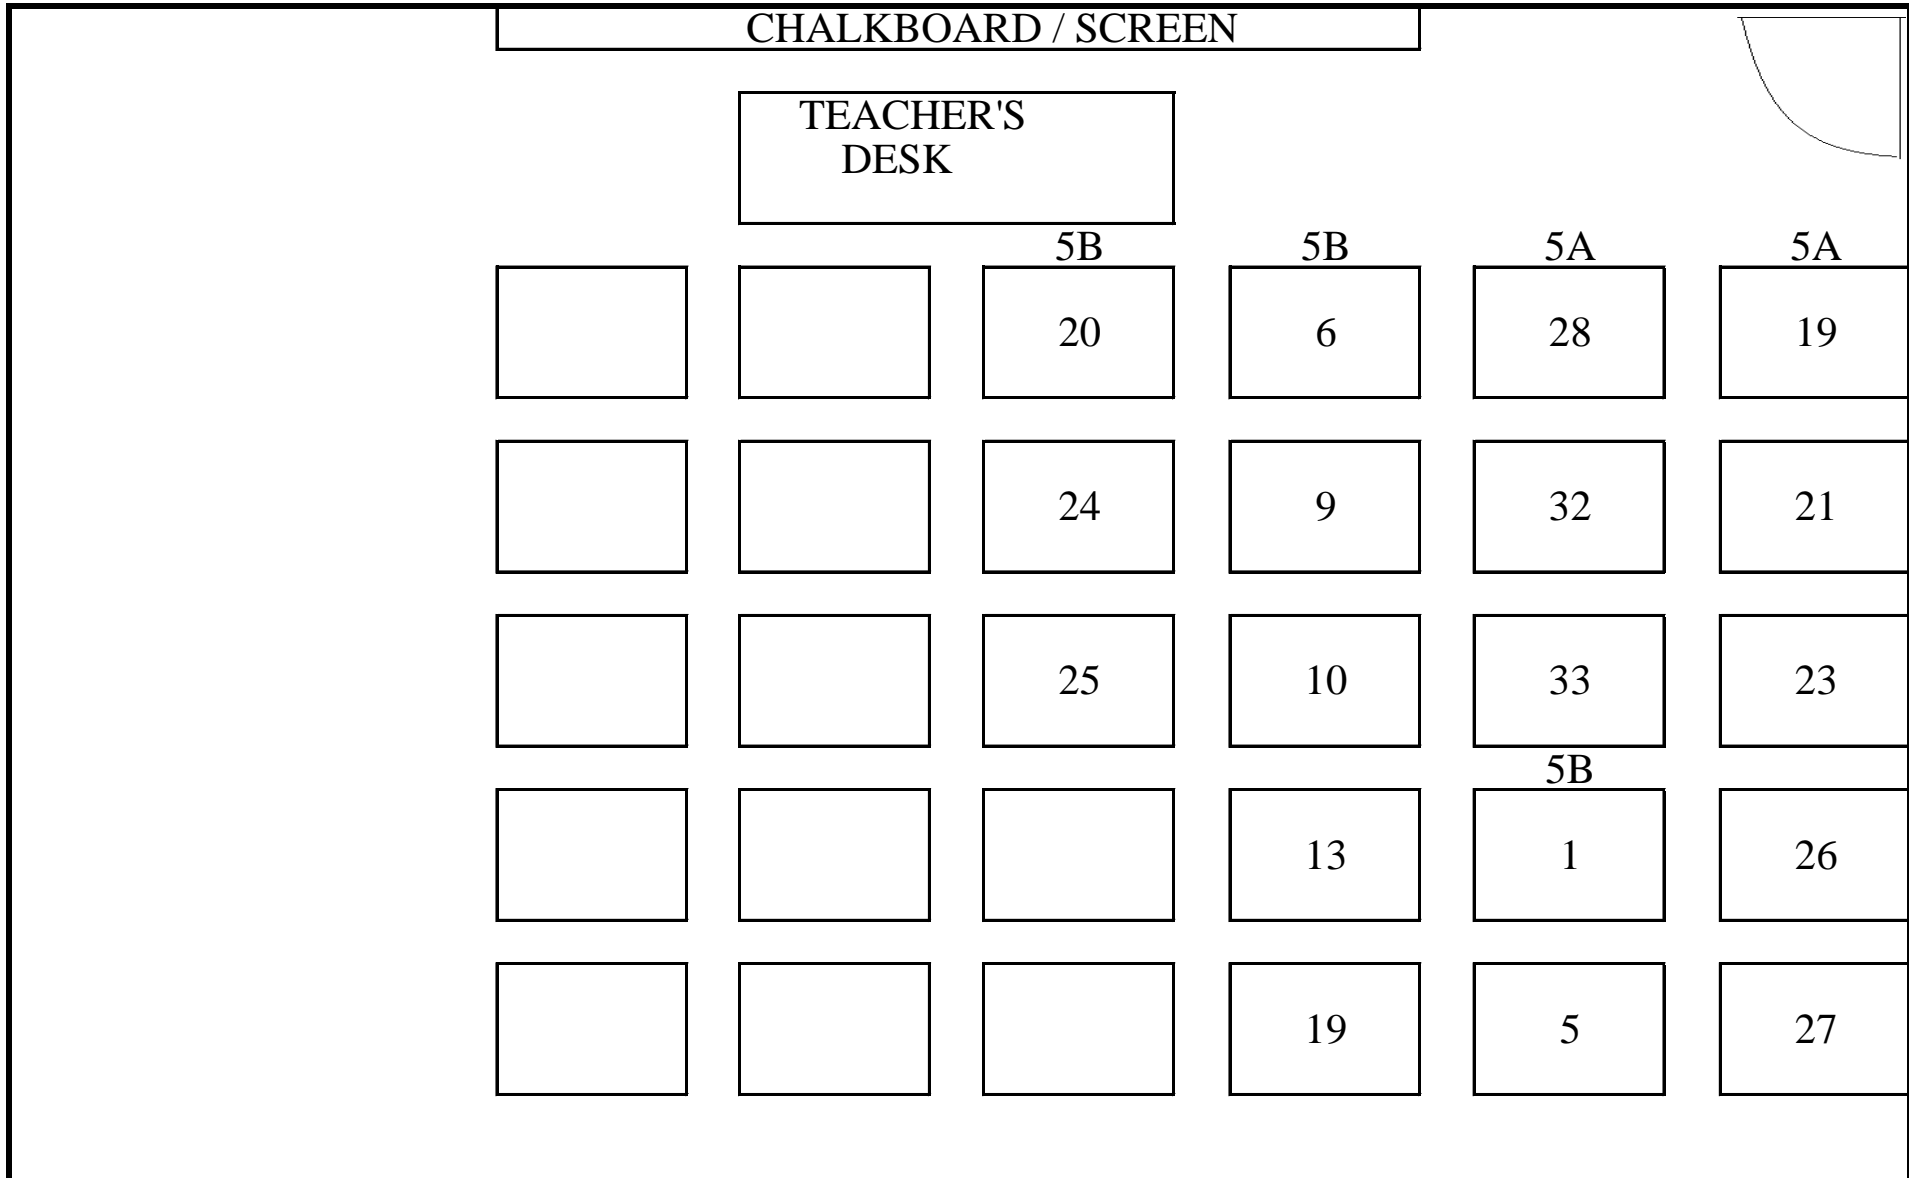 CHALKBOARD / SCREEN
TEACHER'S
DESK
5B 5B 5A 5A
20 6 28 19
24 9 32 21
25 10 33 23
5B
13 1 26
19 5 27